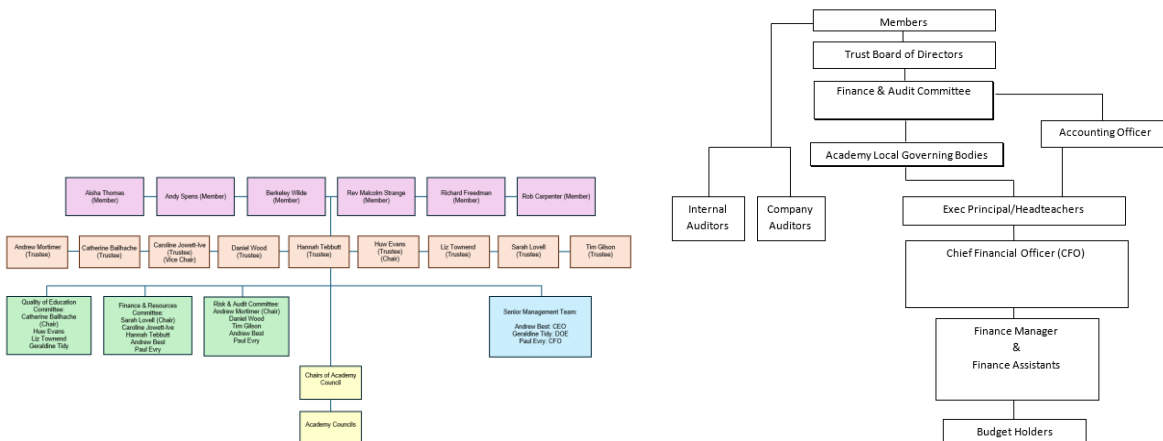 Aisha Thomas
(Member)
Andy Spens (Member)
Berkeley Wilde
(Member)
Rev Malcolm Strange
(Member)
Richard Freedman
(Member)
Rob Carpenter (Member)
Andrew Mortimer
(Trustee)
Catherine Bailhache
(Trustee)
Caroline Jowett-Ive
(Trustee)
(Vice Chair)
Daniel Wood
(Trustee)
Hannah Tebbutt
(Trustee)
Huw Evans
(Trustee)
(Chair)
Liz Townend
(Trustee)
Sarah Lovell
(Trustee)
Tim Gilson
(Trustee)
Quality of Education
Committee:
Catherine Bailhache
(Chair)
Huw Evans
Liz Townend
Geraldine Tidy
Finance & Resources
Committee:
Sarah Lovell (Chair)
Caroline Jowett-Ive
Hannah Tebbutt
Andrew Best
Paul Evry
Risk & Audit Committee:
Andrew Mortimer (Chair)
Daniel Wood
Tim Gilson
Andrew Best
Paul Evry
Senior Management Team:
Andrew Best: CEO
Geraldine Tidy: DOE
Paul Evry: CFO
Chairs of Academy
Council
Academy Councils
Members
Trust Board of Directors
Finance & Audit Committee
Accounting Officer
Academy Local Governing Bodies
Internal
Auditors
Company
Auditors
Exec Principal/Headteachers
Chief Financial Officer (CFO)
Finance Manager
&
Finance Assistants
Budget Holders